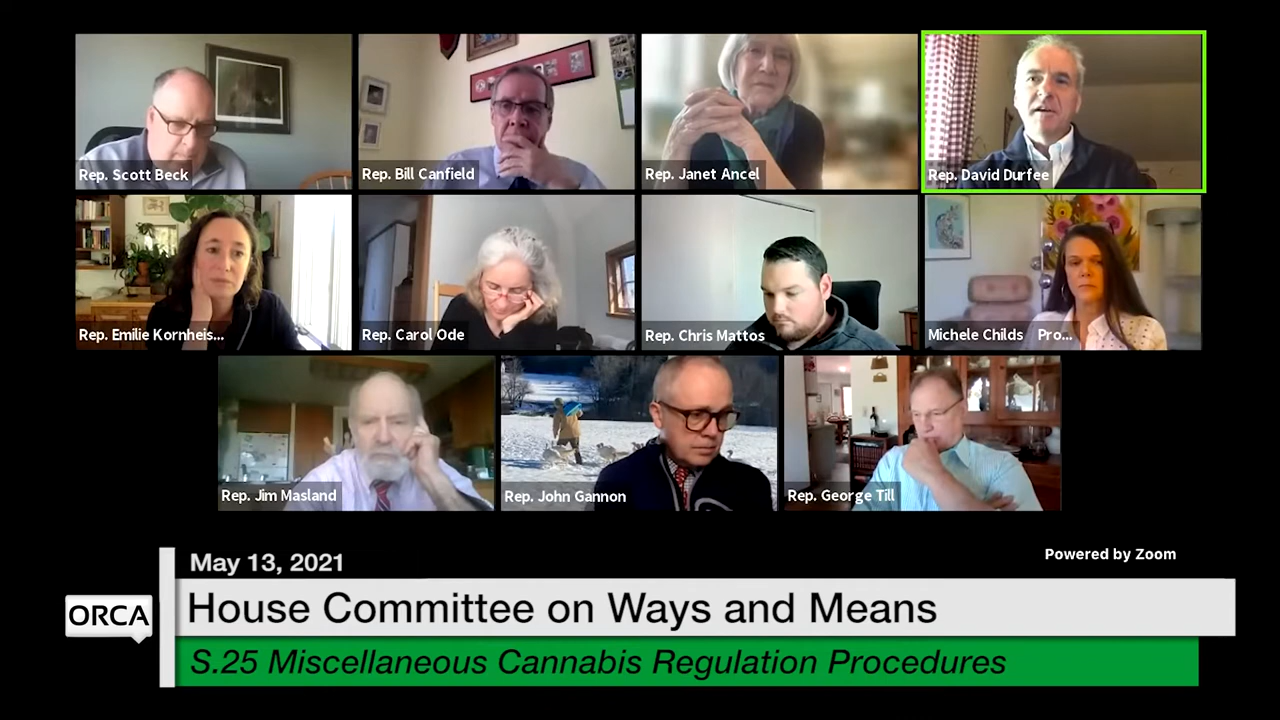 Rep. Scott Beck
Rep. Bill Canfield
Rep. Janet Ancel
Rep. David Durfee
Rep. Emilie Kornheis...
Rep. Carol Ode
Rep. Chris Mattos
Michele Childs Pro...
Rep. Jim Masland
Rep. John Gannon
Rep. George Till
May 13, 2021
Powered by Zoom
ORCA
House Committee on Ways and Means
S.25 Miscellaneous Cannabis Regulation Procedures